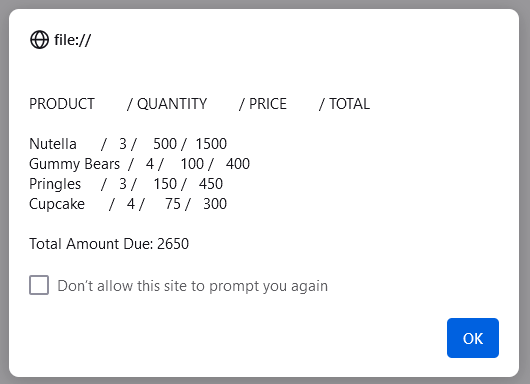 file://
PRODUCT / QUANTITY / PRICE / TOTAL
Nutella / 3 / 500 / 1500
Gummy Bears / 4 / 100 / 400
Pringles / 3 / 150 / 450
Cupcake / 4 / 75 / 300
Total Amount Due: 2650
Don't allow this site to prompt you again
OK